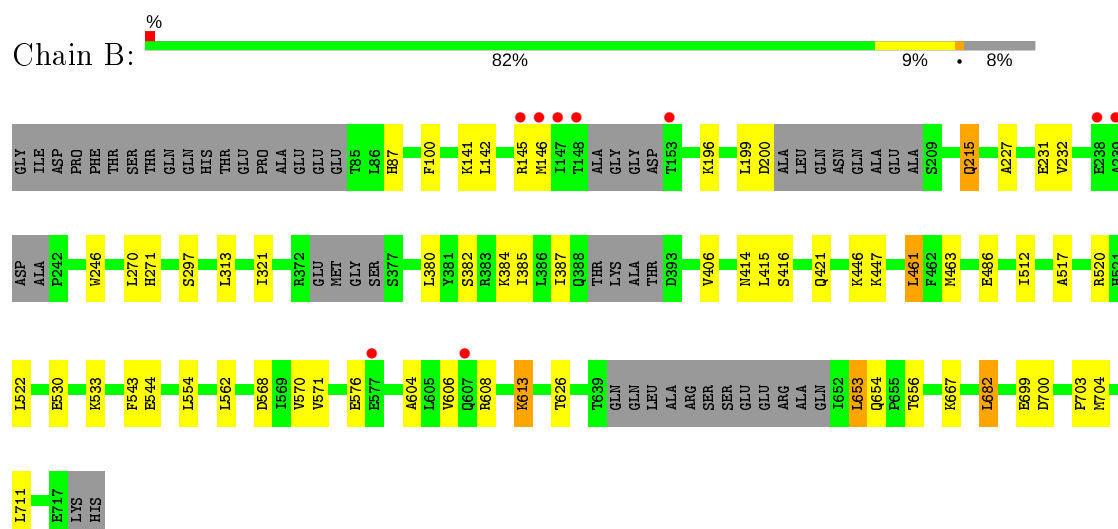 %
Chain B:
82% 9% • 8%
GLY ILE ASP PRO PHE THR SER THR GLN GLN HIS THR GLU PRO ALA GLU GLU GLU T85 L86 H87 F100 K141 L142 R145 M146 I147 T148 ALA GLY GLY ASP T153 K196 L199 D200 ALA LEU GLN ASN GLN ALA GLU ALA S209 Q215 A227 E231 V232 E238 A239
ASP ALA P242 W246 L270 H271 S297 L313 I321 R372 GLU MET GLY SER S377 L380 Y381 S382 R383 K384 I385 L386 I387 Q388 THR LYS ALA THR D393 V406 N414 L415 S416 Q421 K446 K447 L461 F462 M463 E486 I512 A517 R520 H521
L522 E530 K533 F543 E544 L554 L562 D568 I569 V570 V571 E576 E577 A604 L605 V606 Q607 R608 K613 T626 T639 GLN GLN LEU ALA ARG SER SER GLU GLU ARG ALA GLN I652 L653 Q654 P655 T656 K667 L682 E699 D700 P703 M704
L711 E717 LYS HIS